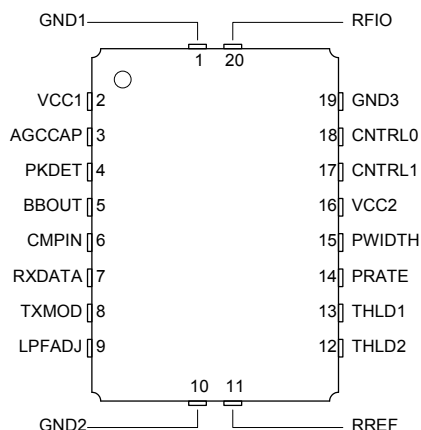 GND1 RFIO
1 20
VCC1 2 19 GND3
AGCCAP 3 18 CNTRL0
PKDET 4 17 CNTRL1
BBOUT 5 16 VCC2
CMPIN 6 15 PWIDTH
RXDATA 7 14 PRATE
TXMOD 8 13 THLD1
LPFADJ 9 12 THLD2
10 11
GND2 RREF